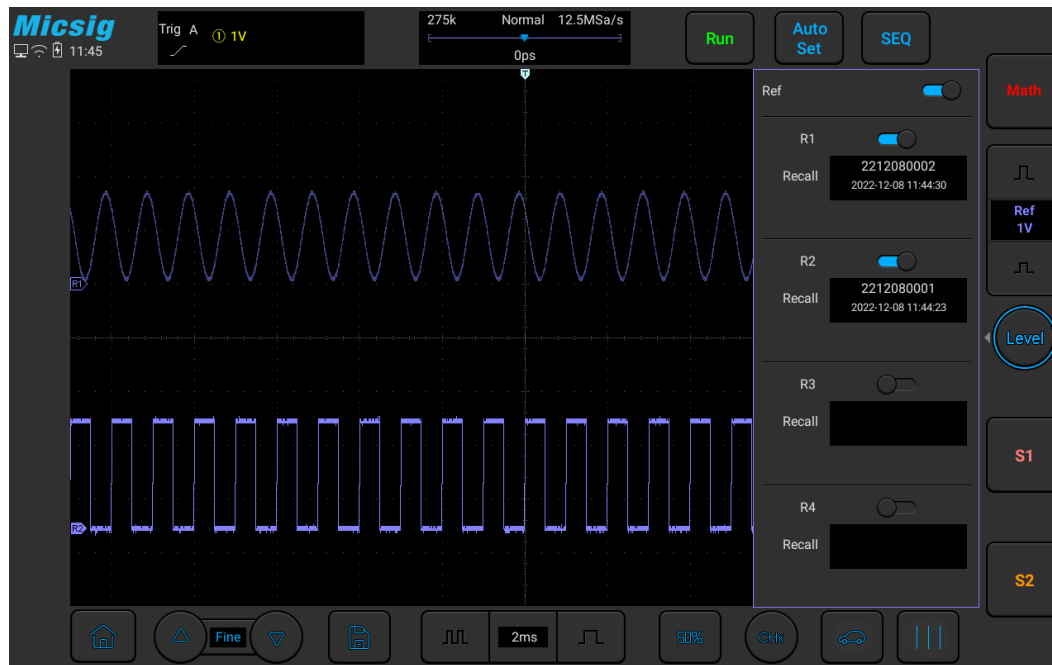 Micsig
11:45
Trig A ① 1V
275k Normal 12.5MSa/s
0ps
T
Run
Auto
Set
SEQ
Math
Ref
1V
Level
S1
S2
Ref
R1
Recall
2212080002
2022-12-08 11:44:30
R2
Recall
2212080001
2022-12-08 11:44:23
R3
Recall
R4
Recall
R1
R2
Fine
2ms
50%
CHx